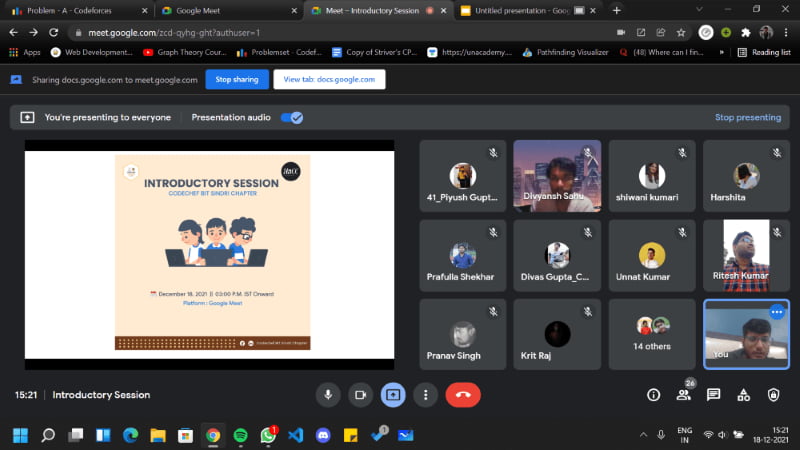 Problem - A - Codeforces
Google Meet
Meet – Introductory Session
Untitled presentation - Goog
meet.google.com/zcd-qyhg-ght?authuser=1
Apps
Web Development...
Graph Theory Cour...
Problemset - Codef...
Copy of Striver's CP...
https://unacademy...
Pathfinding Visualizer
(48) Where can I fin...
Reading list
Sharing docs.google.com to meet.google.com
Stop sharing
View tab: docs.google.com
You're presenting to everyone
Presentation audio
Stop presenting
INTRODUCTORY SESSION
CODECHEF BIT SINDRI CHAPTER
December 18, 2021 || 03:00 P.M. IST Onward
Platform : Google Meet
Codechef BIT Sindri Chapter
41_Piyush Gupt...
Divyansh Sahu
shiwani kumari
Harshita
Prafulla Shekhar
Divas Gupta_C...
Unnat Kumar
Ritesh Kumar
Pranav Singh
Krit Raj
14 others
You
15:21
Introductory Session
26
1
1
ENG
IN
15:21
18-12-2021